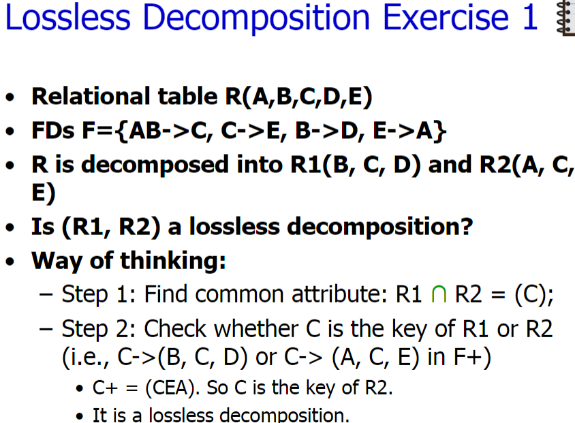 Lossless Decomposition Exercise 1
• Relational table R(A,B,C,D,E)
• FDs F={AB->C, C->E, B->D, E->A}
• R is decomposed into R1(B, C, D) and R2(A, C,
E)
• Is (R1, R2) a lossless decomposition?
• Way of thinking:
– Step 1: Find common attribute: R1 ∩ R2 = (C);
– Step 2: Check whether C is the key of R1 or R2
(i.e., C->(B, C, D) or C-> (A, C, E) in F+)
• C+ = (CEA). So C is the key of R2.
• It is a lossless decomposition.